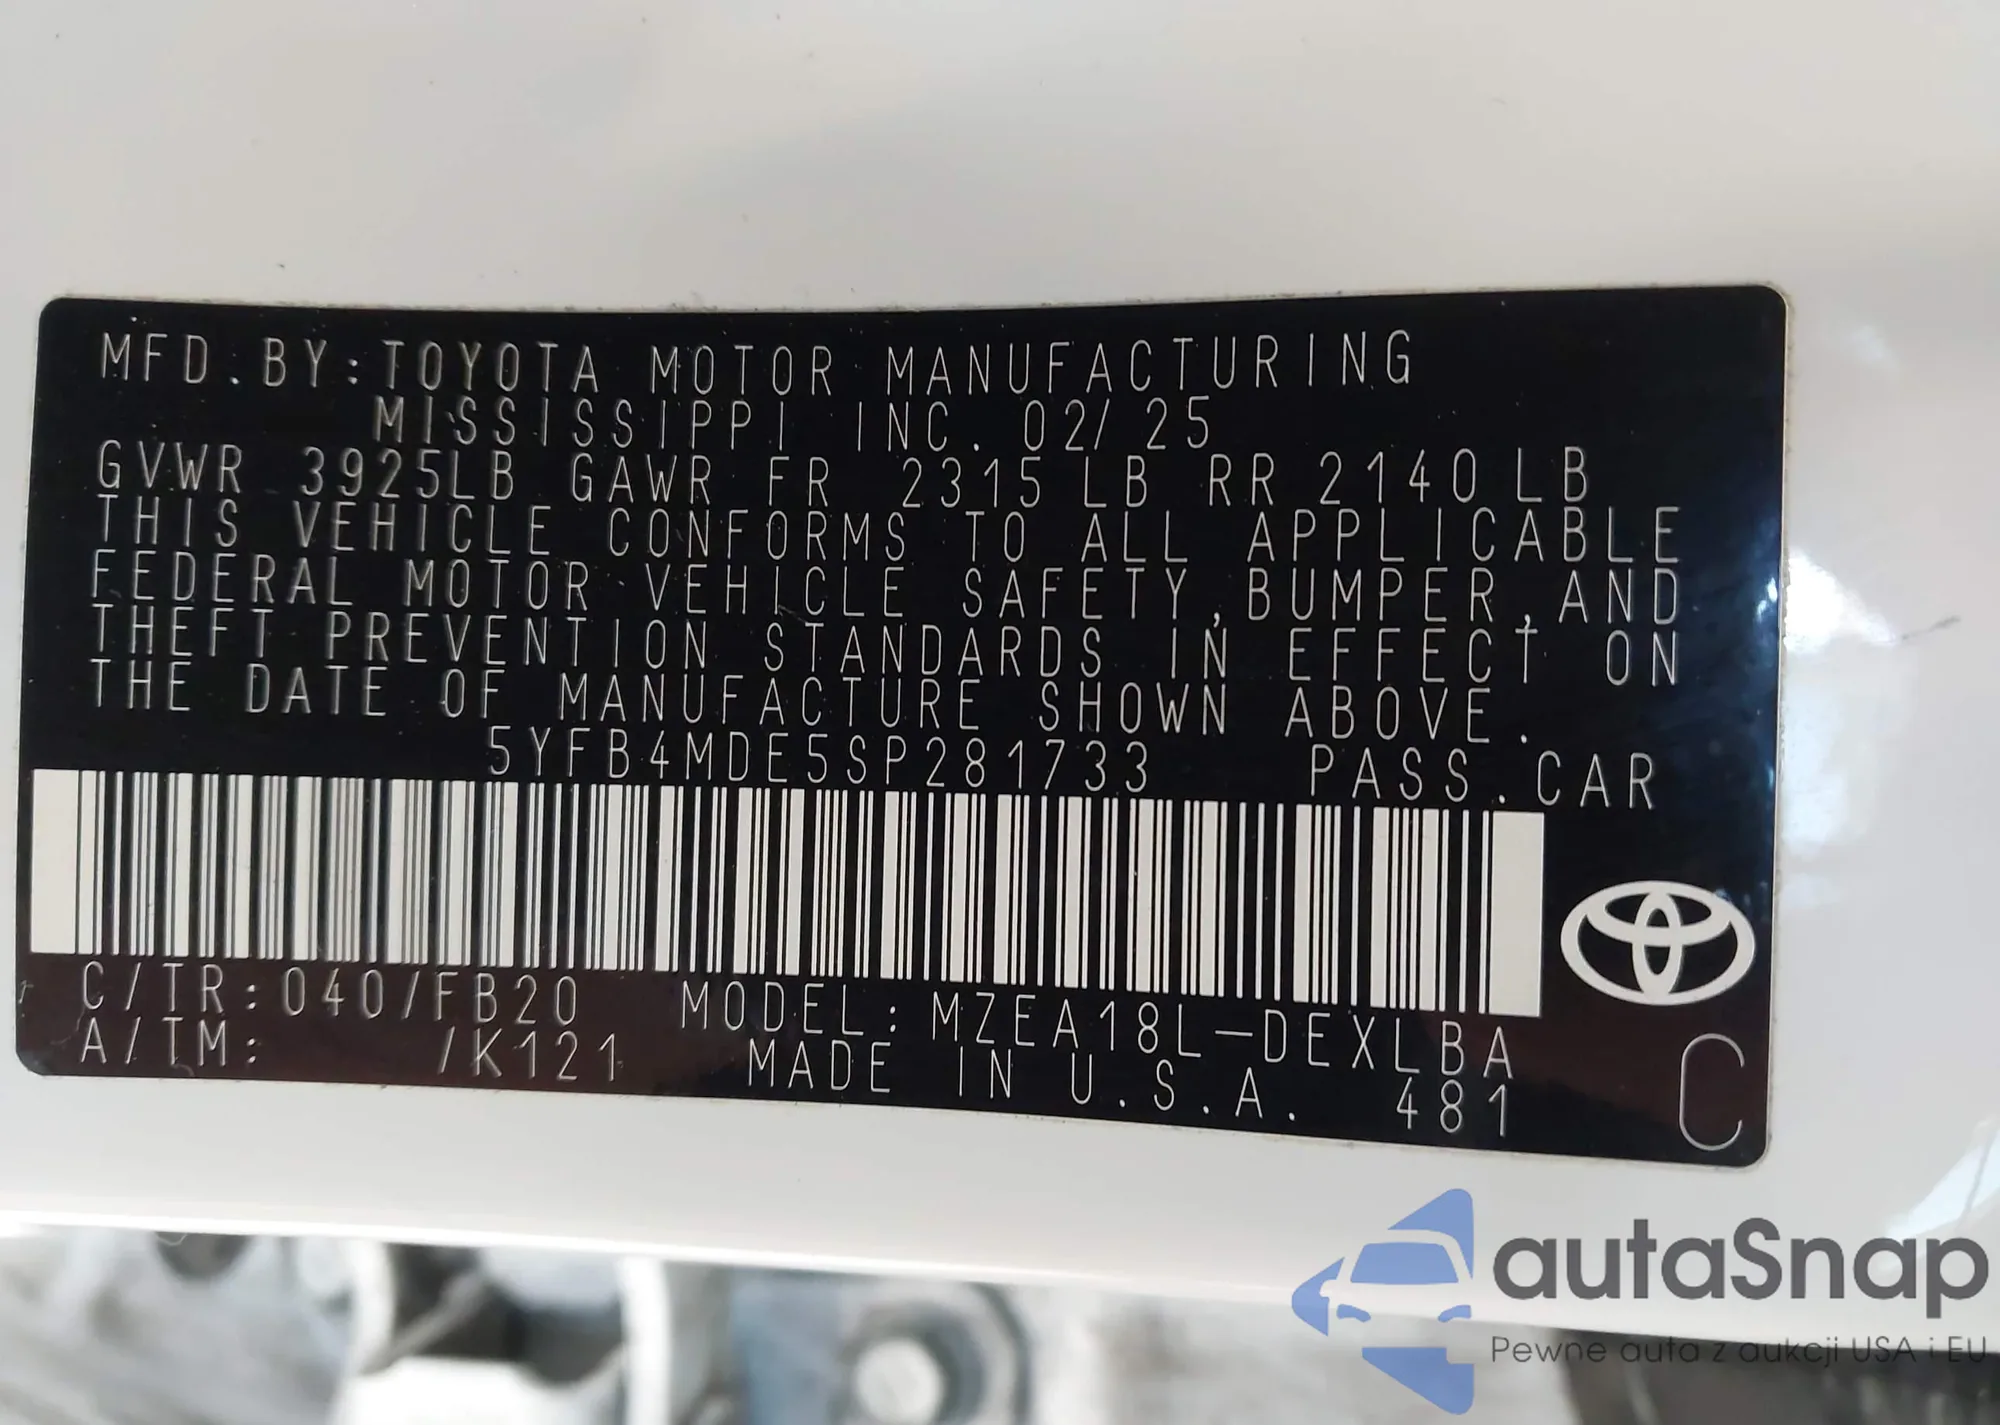 MFD.BY:TOYOTA MOTOR MANUFACTURING
MISSISSIPPI INC. 02/25
GVWR 3925LB GAWR FR 2315 LB RR 2140 LB
THIS VEHICLE CONFORMS TO ALL APPLICABLE
FEDERAL MOTOR VEHICLE SAFETY,BUMPER,AND
THEFT PREVENTION STANDARDS IN EFFECT ON
THE DATE OF MANUFACTURE SHOWN ABOVE.
5YFB4MDE5SP281733 PASS.CAR
C/TR:040/FB20 MODEL: MZEA18L-DEXLBA
A/TM: /K121 MADE IN U.S.A. 481
C
autaSnap
Pewne auta z aukcji USA i EU